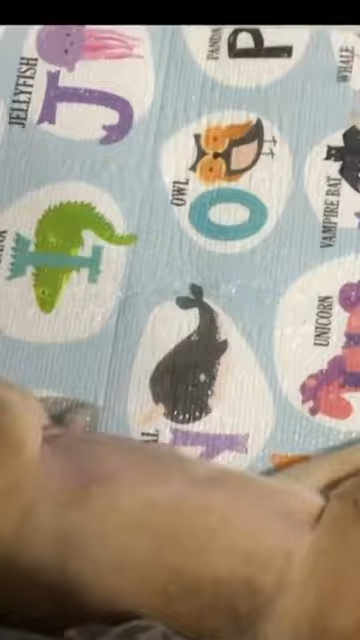 JELLYFISH
J
PANDA
P
WHALE
OWL
O
VAMPIRE BAT
I
UNICORN
N